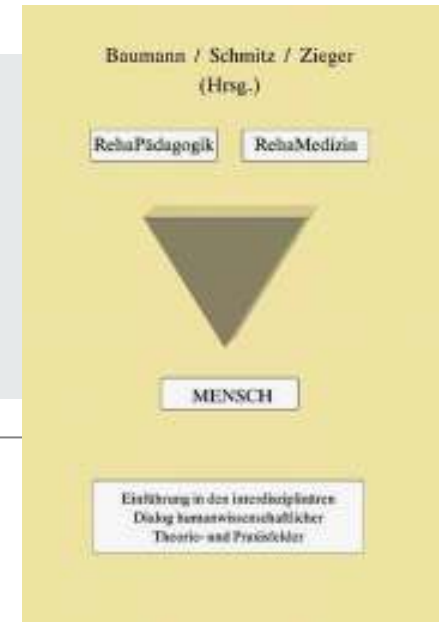 Baumann / Schmitz / Zieger
(Hrsg.)
RehaPädagogik RehaMedizin
MENSCH
Einführung in den interdisziplinären
Dialog humanwissenschaftlicher
Theorie- und Praxisfelder